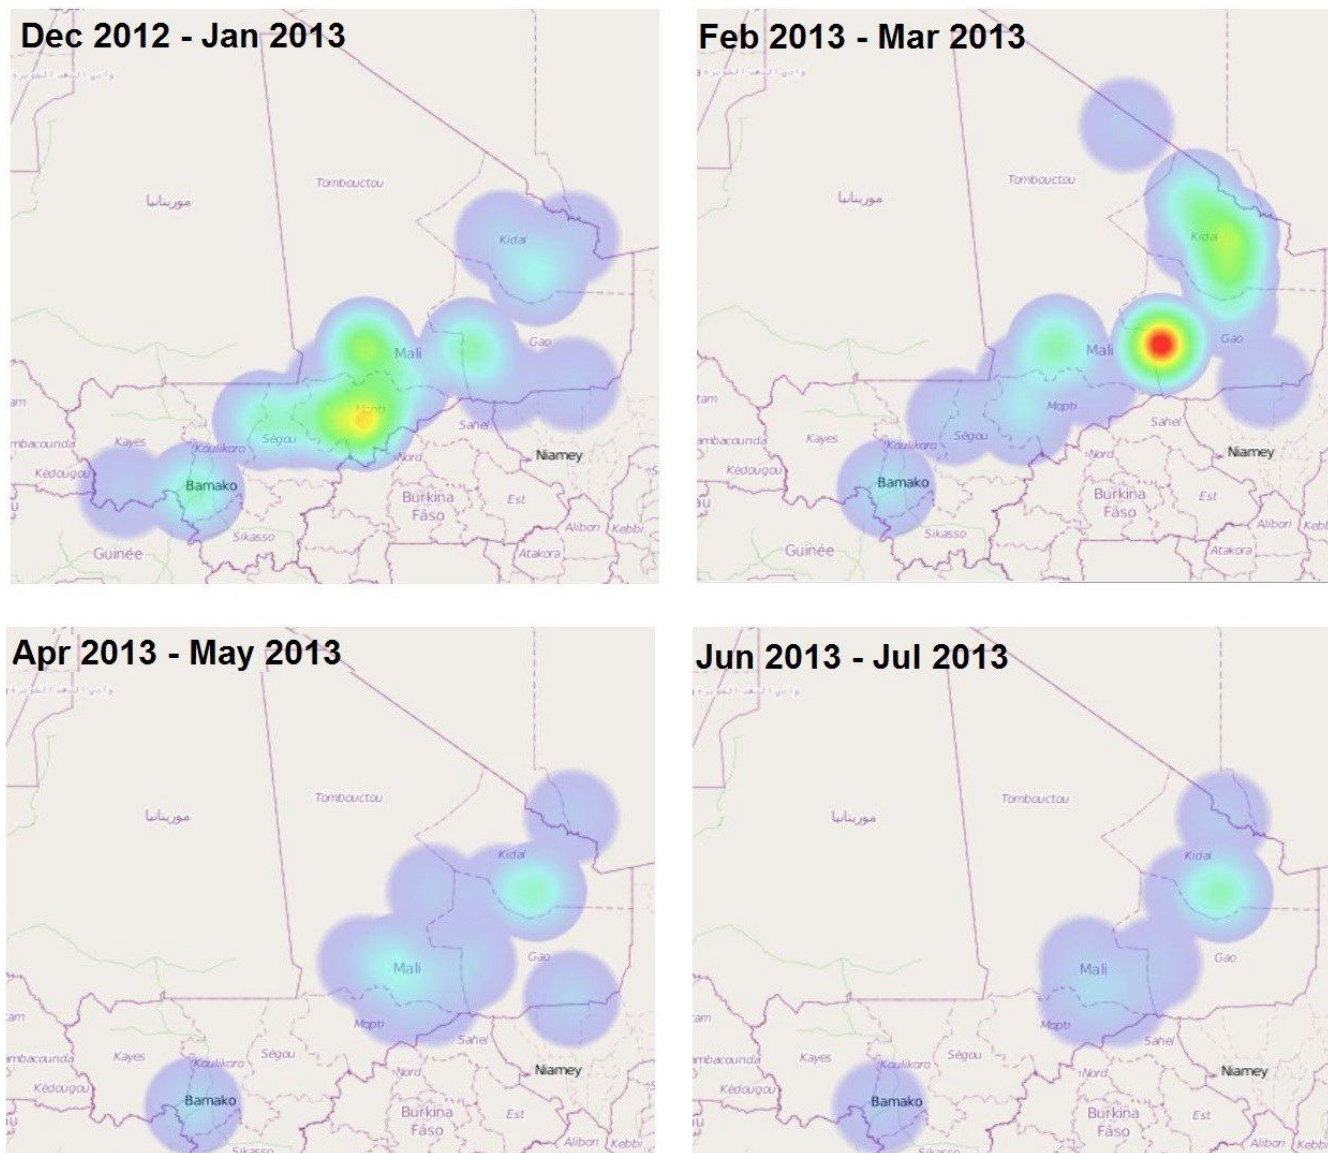 Dec 2012 - Jan 2013
Tombouctou
موريتانيا
Kidal
Mali
Gao
Mopti
Kayes
Koulikoro
Ségou
Sahel
mbacounda
Kédougou
Bamako
Nord
Niamey
Burkina
Faso
Est
Sikasso
Guinée
Alibori
Kebbi
Atakora
Feb 2013 - Mar 2013
Tombouctou
موريتانيا
Kidal
Mali
Gao
Mopti
Kayes
Koulikoro
Ségou
Sahel
mbacounda
Kédougou
Bamako
Nord
Niamey
Burkina
Faso
Est
Sikasso
Guinée
Alibori
Kebbi
Atakora
Apr 2013 - May 2013
Tombouctou
موريتانيا
Kidal
Mali
Gao
Mopti
Kayes
Koulikoro
Ségou
Sahel
ambacounda
Kédougou
Bamako
Nord
Niamey
Burkina
Faso
Est
Alibori
Kebbi
Jun 2013 - Jul 2013
Tombouctou
موريتانيا
Kidal
Mali
Gao
Mopti
Kayes
Koulikoro
Ségou
Sahel
mbacounda
Kédougou
Bamako
Nord
Niamey
Burkina
Faso
Est
Alibori
Kebbi